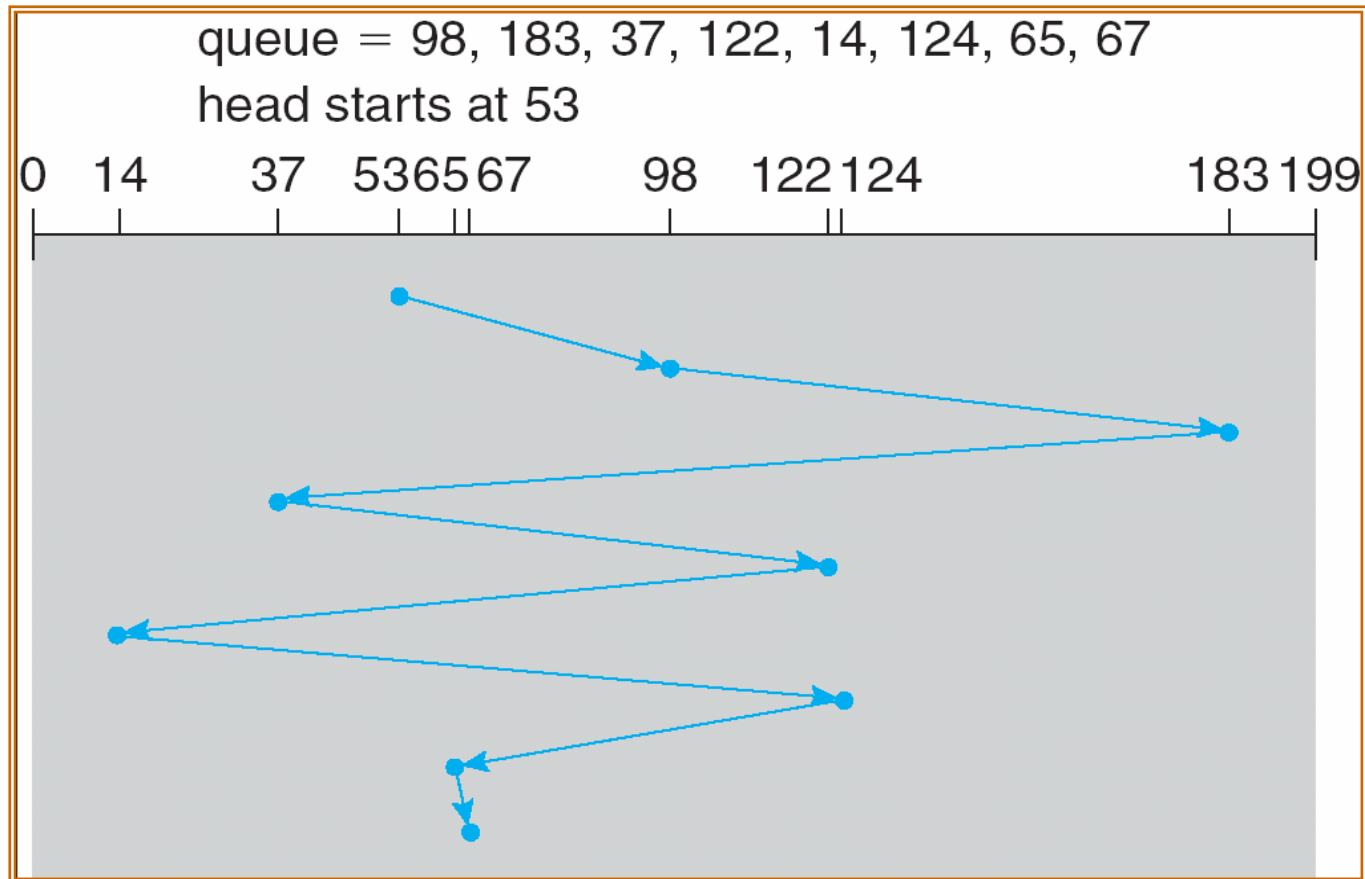 queue = 98, 183, 37, 122, 14, 124, 65, 67
head starts at 53
0 14 37 53 65 67 98 122 124 183 199